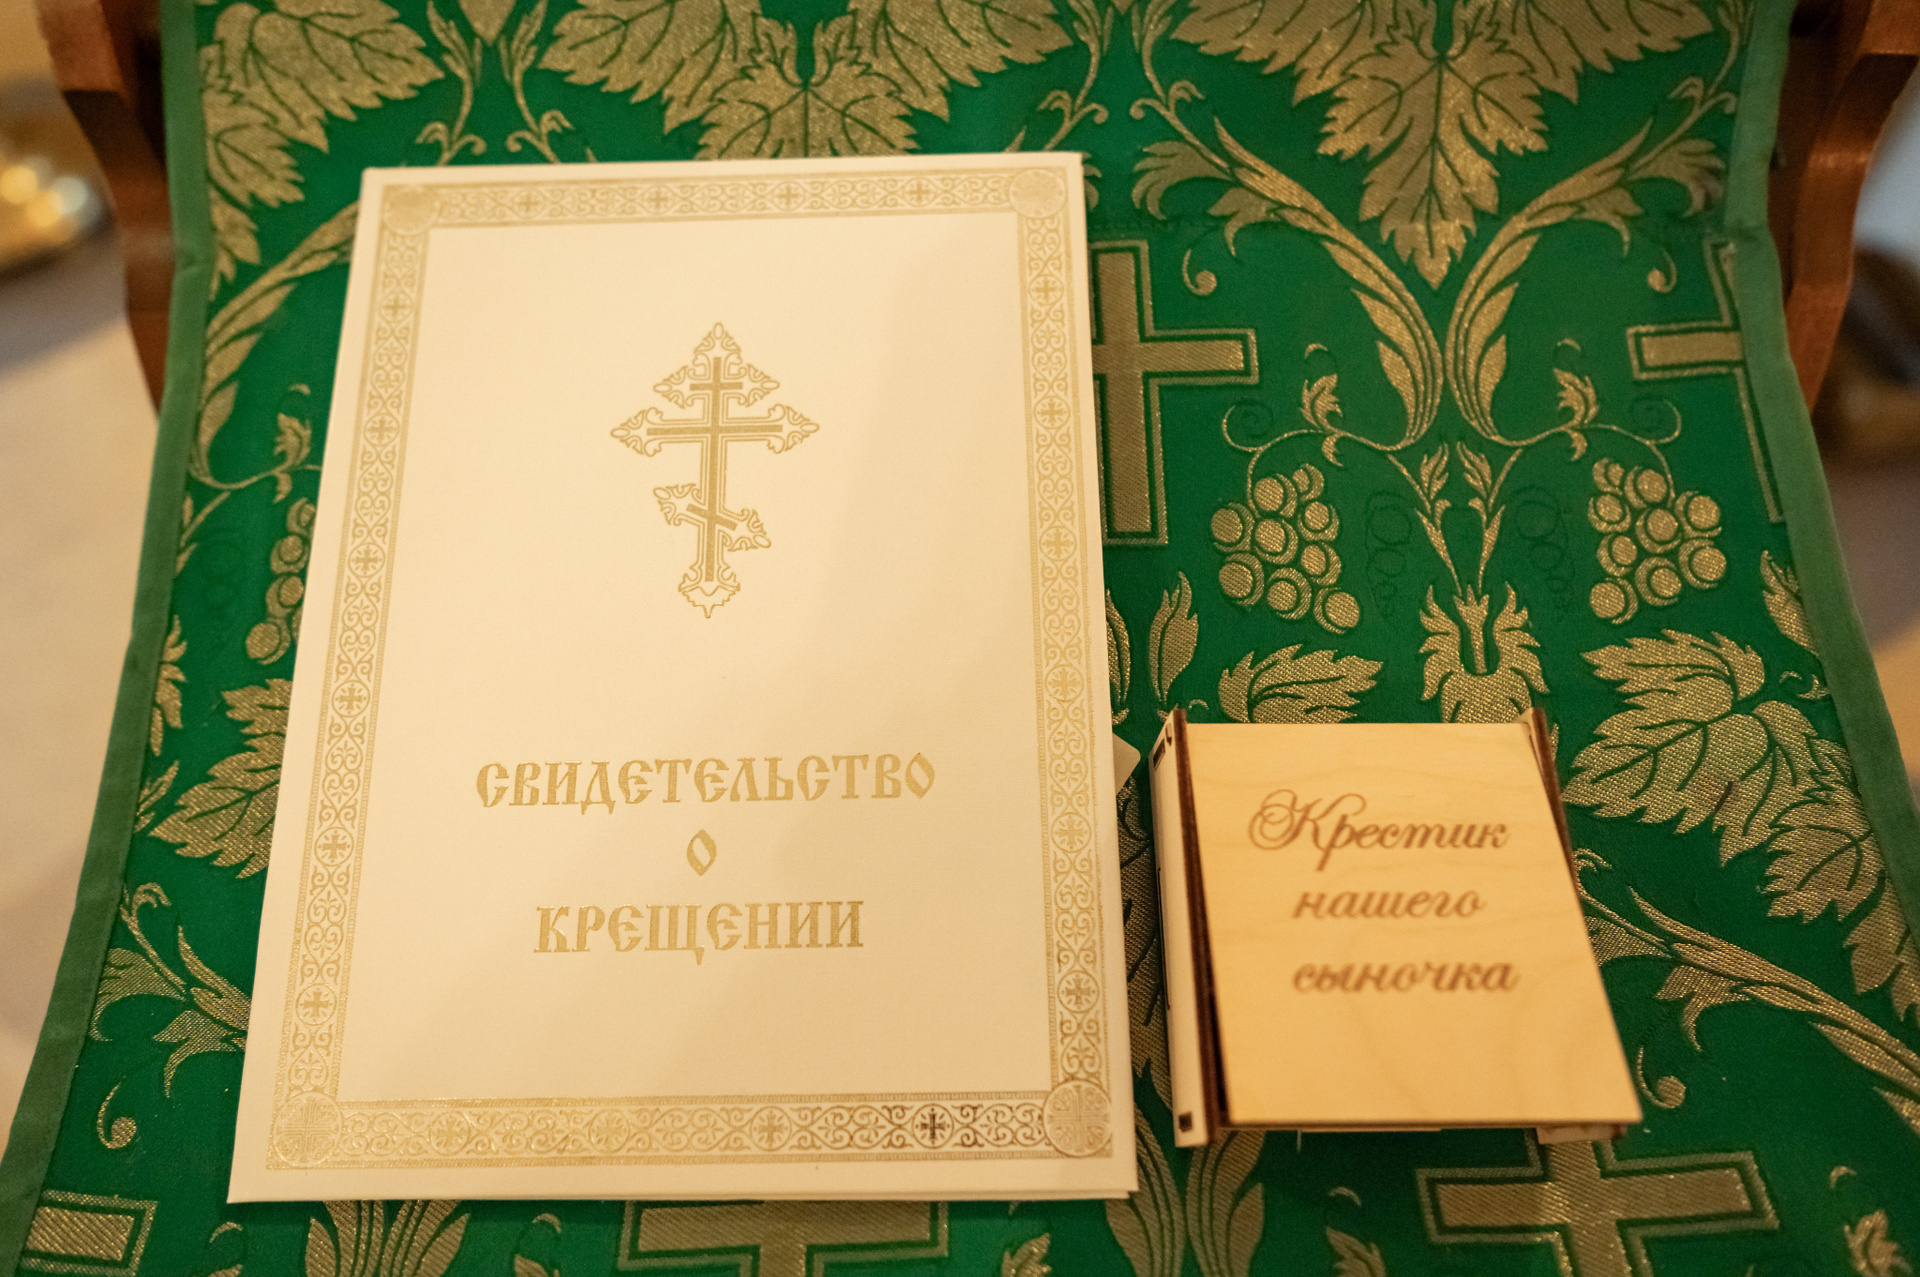 СВИДЕТЕЛЬСТВО
О
КРЕЩЕНИИ
Крестик
нашего
сыночка